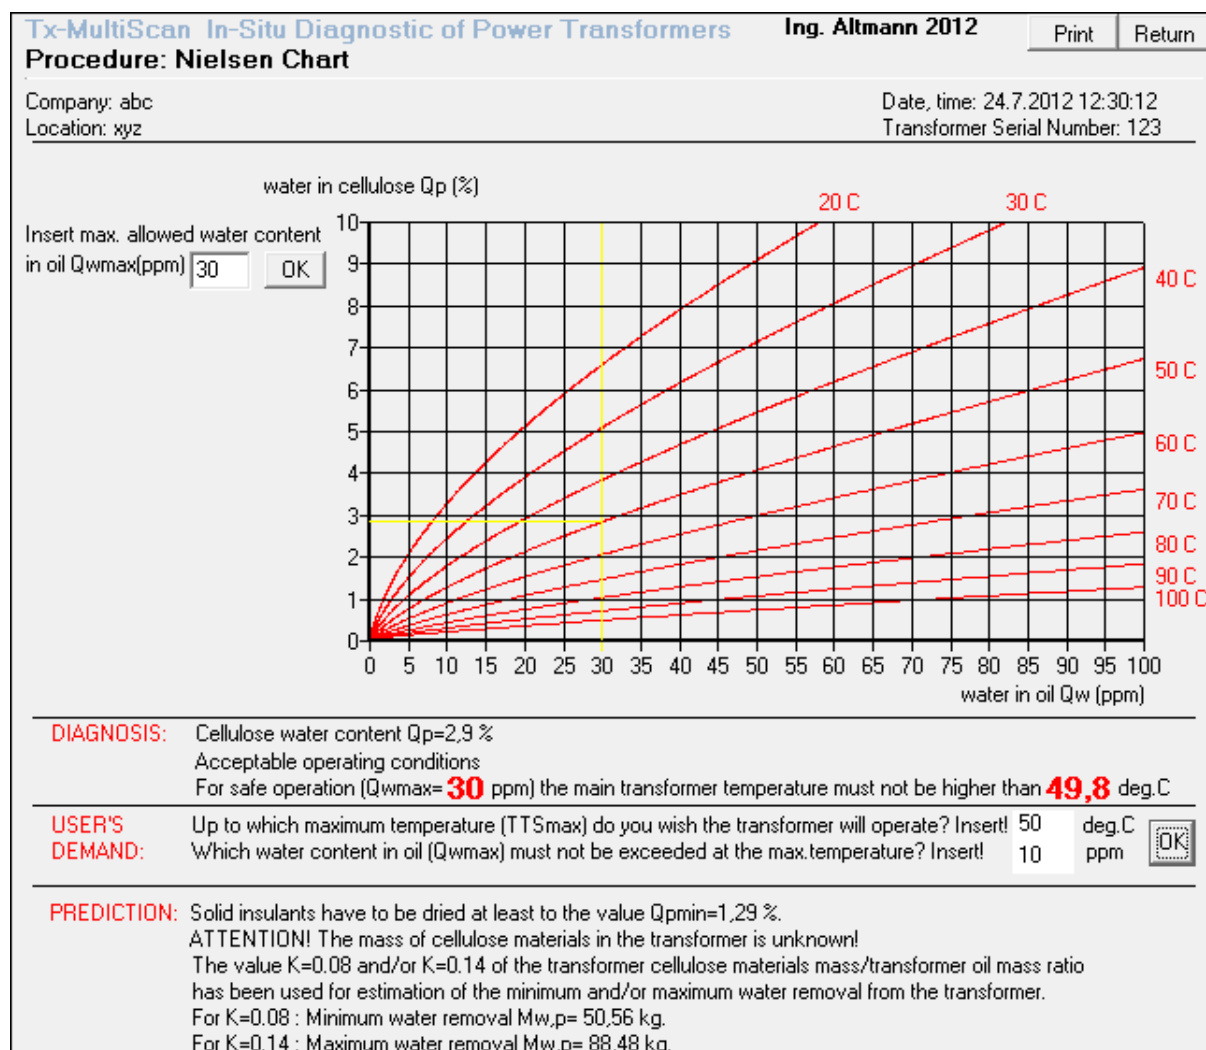 Tx-MultiScan In-Situ Diagnostic of Power Transformers Ing. Altmann 2012 Print Return
Procedure: Nielsen Chart
Company: abc Date, time: 24.7.2012 12:30:12
Location: xyz Transformer Serial Number: 123
water in cellulose Qp (%)
20 C 30 C
Insert max. allowed water content
in oil Qwmax(ppm) 30 OK
10
9
8
7
6
5
4
3
2
1
0
40 C
50 C
60 C
70 C
80 C
90 C
100 C
0 5 10 15 20 25 30 35 40 45 50 55 60 65 70 75 80 85 90 95 100
water in oil Qw (ppm)
DIAGNOSIS: Cellulose water content Qp=2,9 %
Acceptable operating conditions
For safe operation (Qwmax= 30 ppm) the main transformer temperature must not be higher than 49,8 deg.C
USER'S Up to which maximum temperature (TTSmax) do you wish the transformer will operate? Insert! 50 deg.C OK
DEMAND: Which water content in oil (Qwmax) must not be exceeded at the max.temperature? Insert! 10 ppm
PREDICTION: Solid insulants have to be dried at least to the value Qpmin=1,29 %.
ATTENTION! The mass of cellulose materials in the transformer is unknown!
The value K=0.08 and/or K=0.14 of the transformer cellulose materials mass/transformer oil mass ratio
has been used for estimation of the minimum and/or maximum water removal from the transformer.
For K=0.08 : Minimum water removal Mw,p= 50,56 kg.
For K=0.14 : Maximum water removal Mw,p= 88,48 kg.